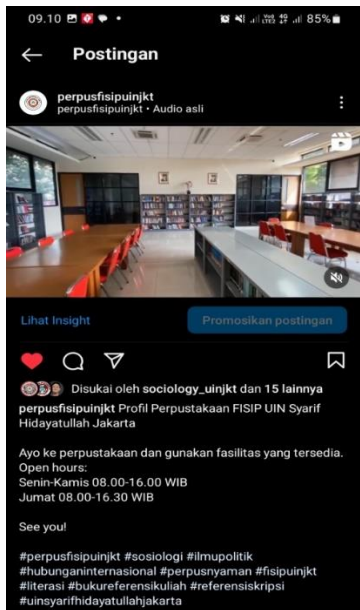 09.10
85%
Postingan
perpusfisipuinjkt
perpusfisipuinjkt • Audio asli
Lihat Insight
Promosikan postingan
Disukai oleh sociology_uinjkt dan 15 lainnya
perpusfisipuinjkt Profil Perpustakaan FISIP UIN Syarif
Hidayatullah Jakarta
Ayo ke perpustakaan dan gunakan fasilitas yang tersedia.
Open hours:
Senin-Kamis 08.00-16.00 WIB
Jumat 08.00-16.30 WIB
See you!
#perpusfisipuinjkt #sosiologi #ilmupolitik
#hubunganinternasional #perpusnyaman #fisipuinjkt
#literasi #bukureferensikuliah #referensiskripsi
#uinsyarifhidayatullahjakarta